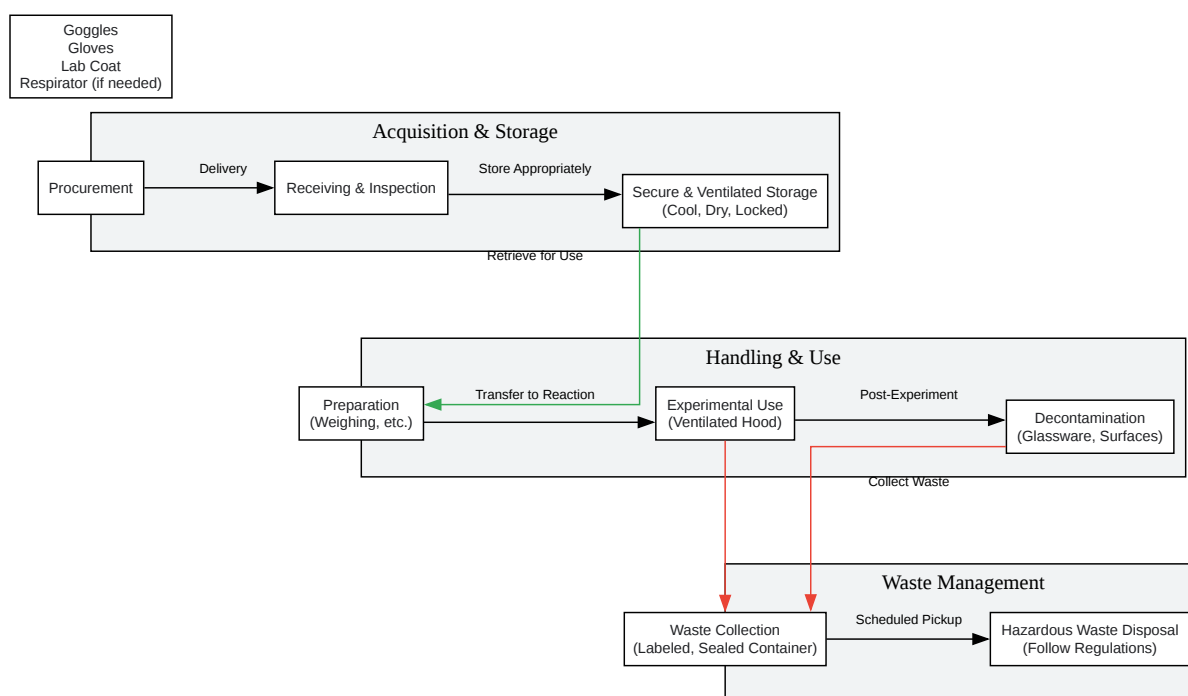 Goggles
Gloves
Lab Coat
Respirator (if needed)
Acquisition & Storage
Procurement
Delivery
Receiving & Inspection
Store Appropriately
Secure & Ventilated Storage
(Cool, Dry, Locked)
Retrieve for Use
Handling & Use
Preparation
(Weighing, etc.)
Transfer to Reaction
Experimental Use
(Ventilated Hood)
Post-Experiment
Decontamination
(Glassware, Surfaces)
Collect Waste
Waste Management
Waste Collection
(Labeled, Sealed Container)
Scheduled Pickup
Hazardous Waste Disposal
(Follow Regulations)